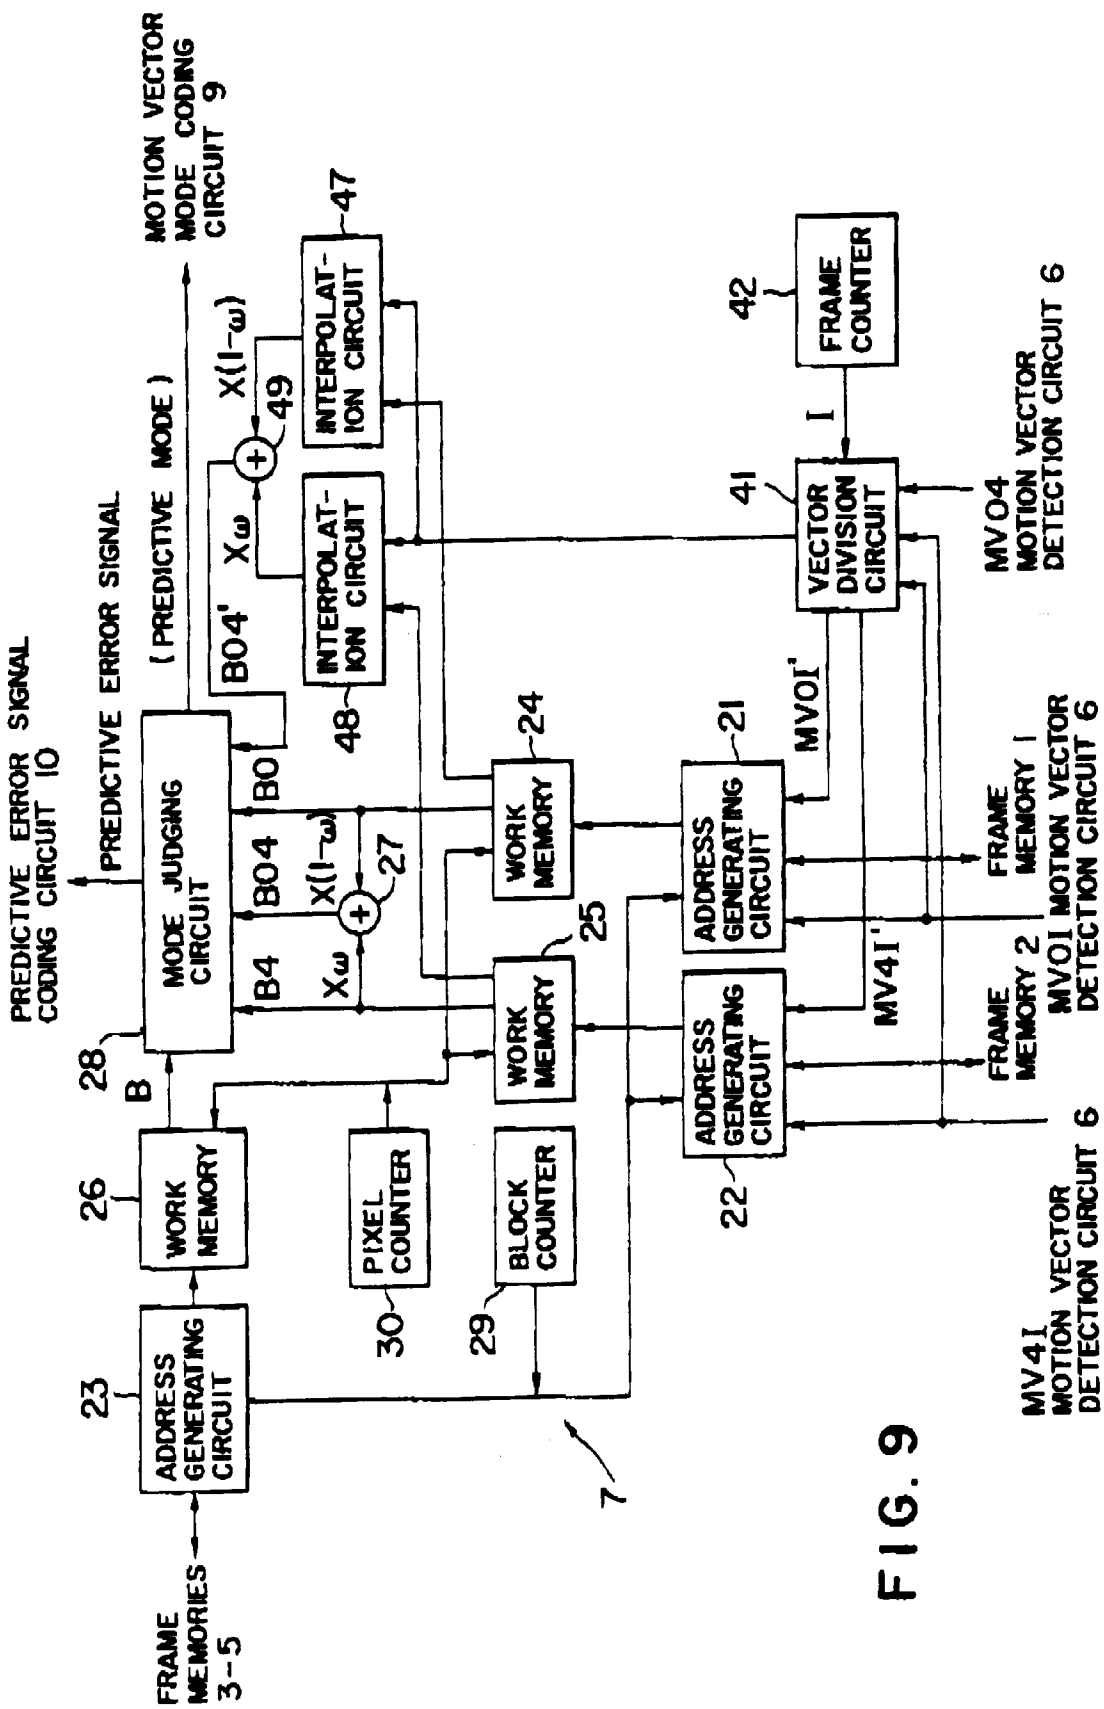 FRAME
MEMORIES
3-5
23
ADDRESS
GENERATING
CIRCUIT
26
WORK
MEMORY
B
28
MODE JUDGING
CIRCUIT
PREDICTIVE ERROR SIGNAL
CODING CIRCUIT 10
PREDICTIVE ERROR SIGNAL
(PREDICTIVE MODE)
MOTION VECTOR
MODE CODING
CIRCUIT 9
B4
B04
B0
B04'
Xω
X(1-ω)
+
27
Xω
X(1-ω)
+
49
PIXEL
COUNTER
30
BLOCK
COUNTER
29
WORK
MEMORY
25
WORK
MEMORY
24
48
INTERPOLAT-
ION CIRCUIT
INTERPOLAT-
ION CIRCUIT
47
7
22
ADDRESS
GENERATING
CIRCUIT
ADDRESS
GENERATING
CIRCUIT
21
MV0I'
MV4I'
41
VECTOR
DIVISION
CIRCUIT
I
42
FRAME
COUNTER
MV4I
MOTION VECTOR
DETECTION CIRCUIT 6
FRAME
MEMORY 2
FRAME
MEMORY 1
MV0I MOTION VECTOR
DETECTION CIRCUIT 6
MV04
MOTION VECTOR
DETECTION CIRCUIT 6
FIG. 9